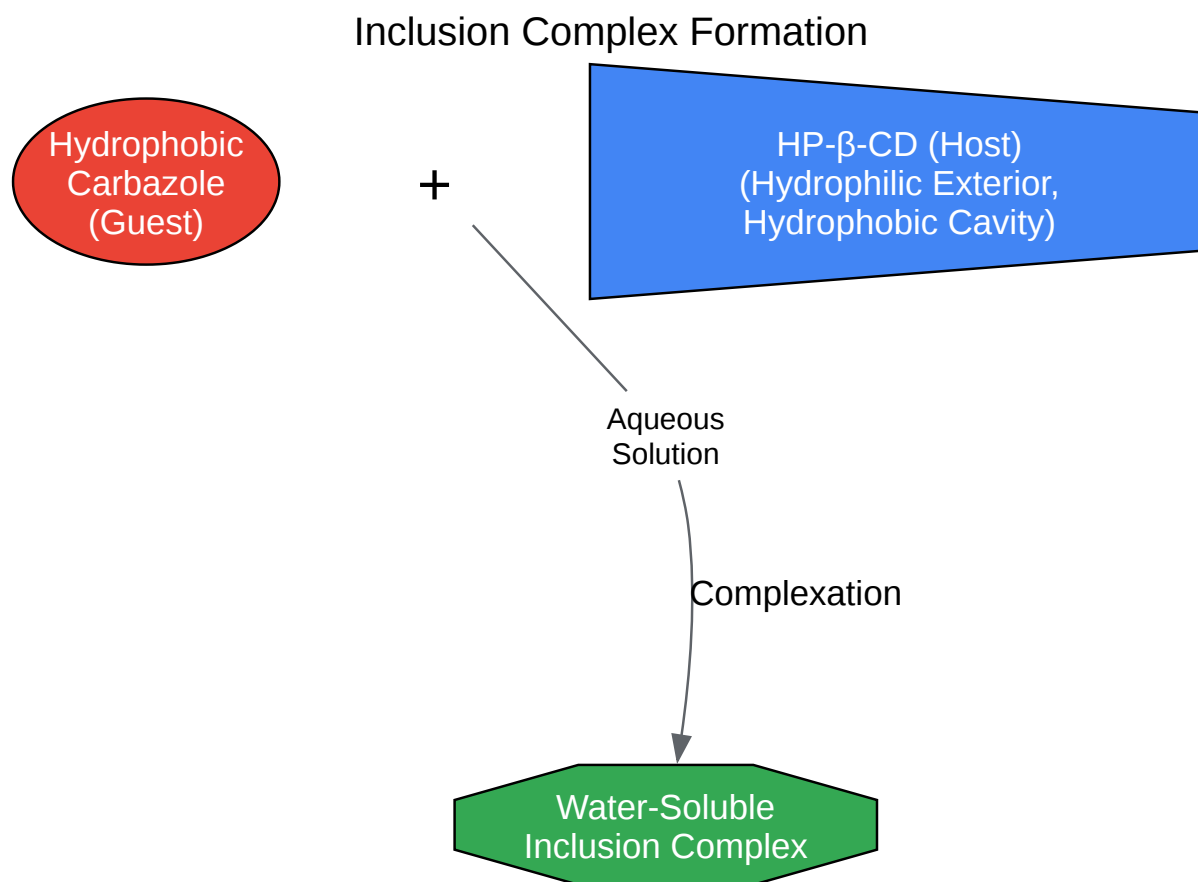 Inclusion Complex Formation
Hydrophobic
Carbazole
(Guest)
+
HP-β-CD (Host)
(Hydrophilic Exterior,
Hydrophobic Cavity)
Aqueous
Solution
Complexation
Water-Soluble
Inclusion Complex